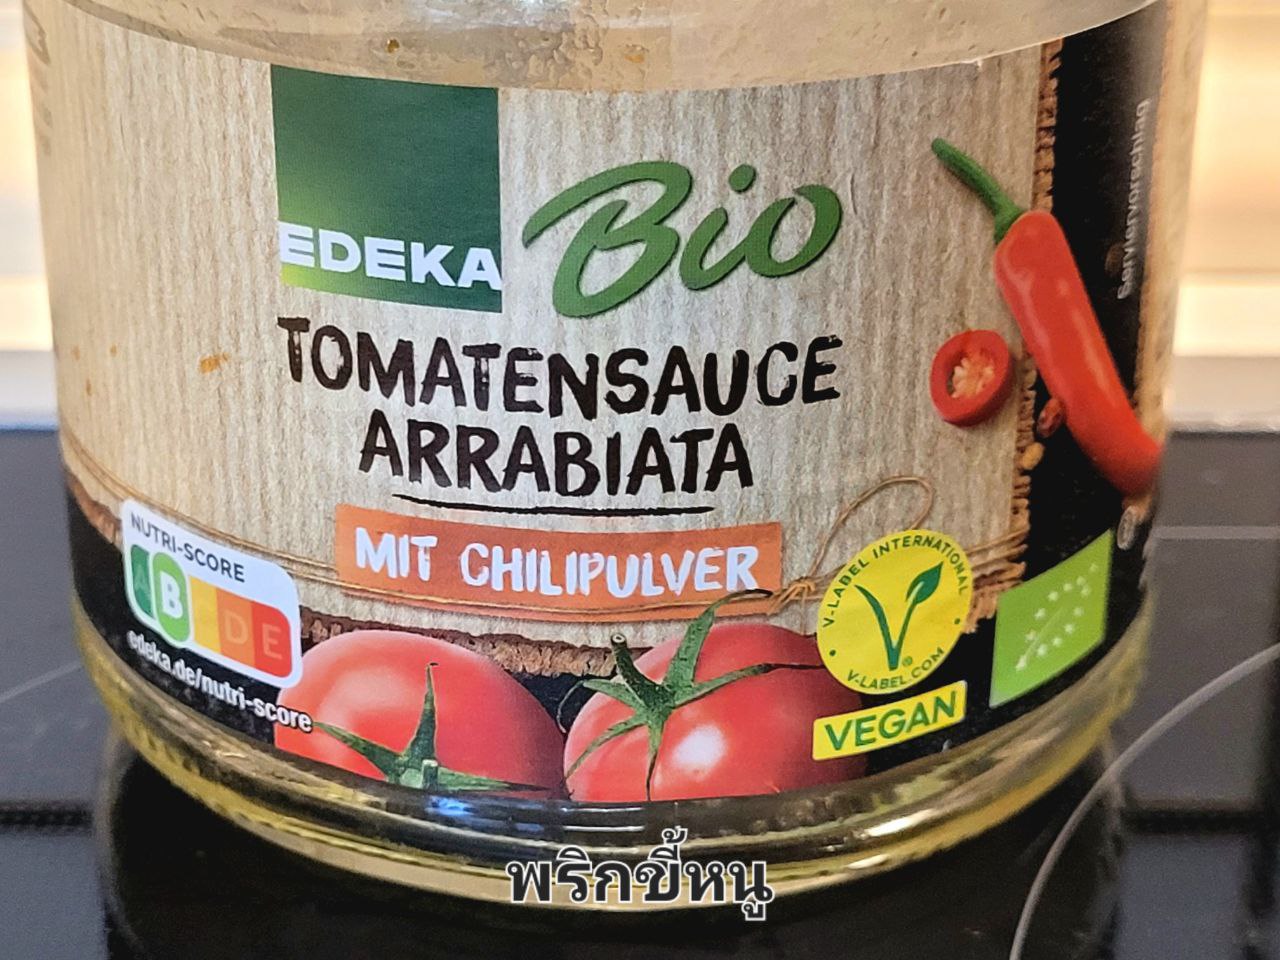 EDEKA
Bio
TOMATENSAUCE
ARRABIATA
MIT CHILIPULVER
Serviervorschlag
NUTRI-SCORE
A B D E
edeka.de/nutri-score
V-LABEL INTERNATIONAL
V-LABEL.COM
®
VEGAN
พริกขี้หนู